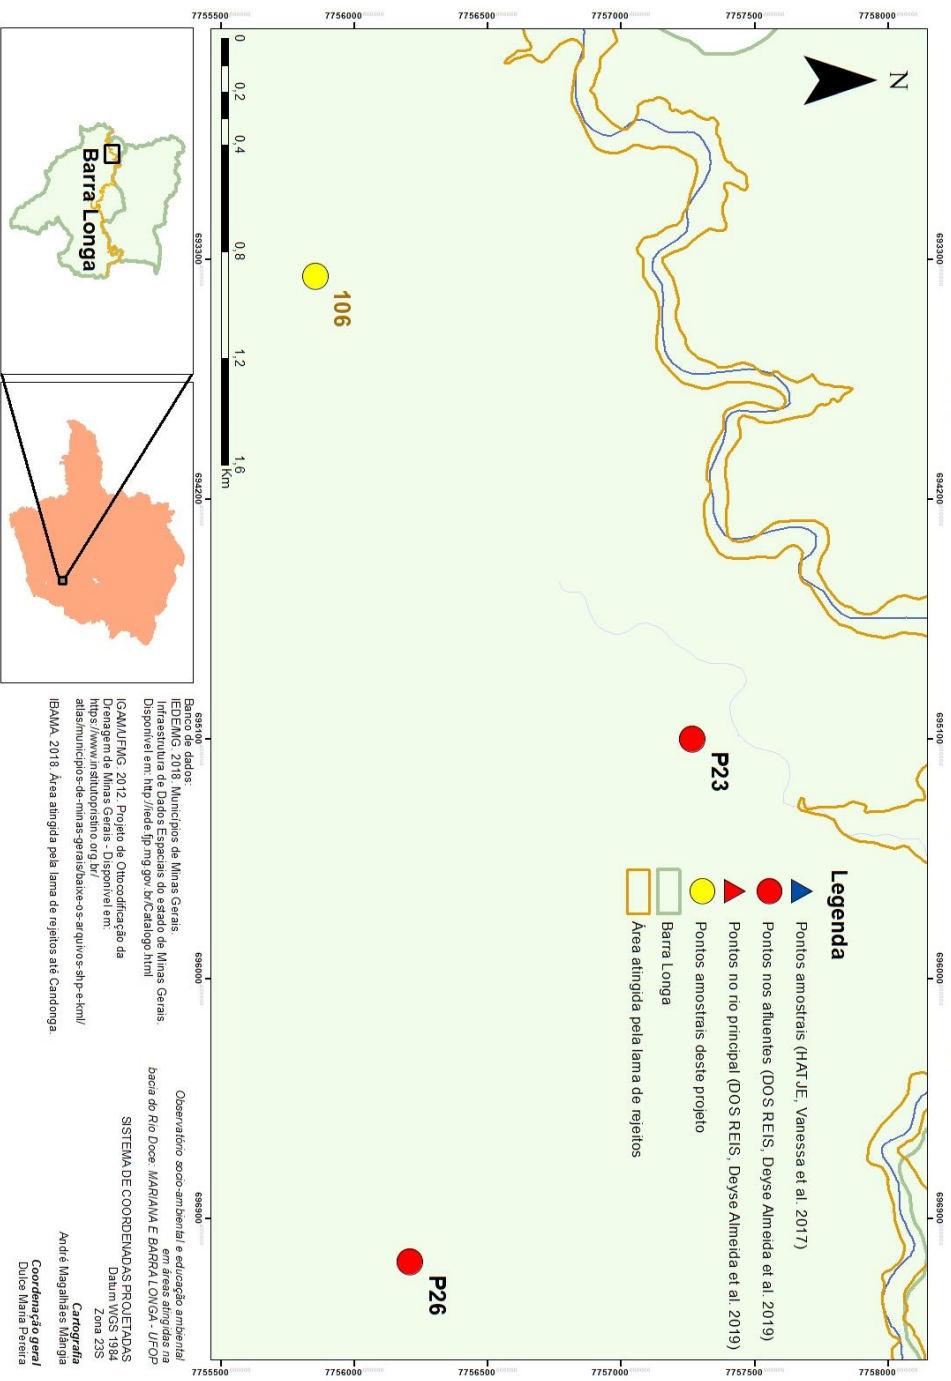 7755500
7756000
7756500
7757000
7757500
7758000
N
693300
694200
695100
696000
696900
106
P23
P26
0
0,2
0,4
0,8
1,2
1,6
Km
Legenda
Pontos amostrais (HATJE, Vanessa et al. 2017)
Pontos nos afluentes (DOS REIS, Deyse Almeida et al. 2019)
Pontos no rio principal (DOS REIS, Deyse Almeida et al. 2019)
Pontos amostrais deste projeto
Barra Longa
Área atingida pela lama de rejeitos
7755500
7756000
7756500
7757000
7757500
7758000
Barra Longa
Banco de dados:
IEDE/MG. 2018. Municípios de Minas Gerais.
Infraestrutura de Dados Espaciais do estado de Minas Gerais.
Disponível em: http://iede.fjp.mg.gov.br/Catalogo.html
IGAM/UFMG. 2012. Projeto de Ottocodificação da
Drenagem de Minas Gerais - Disponível em:
https://www.institutopristino.org.br/
atlas/municipios-de-minas-gerais/baixe-os-arquivos-shp-e-kml/
IBAMA. 2018. Área atingida pela lama de rejeitos até Candonga.
Observatório socio-ambiental e educação ambiental
em áreas atingidas na
bacia do Rio Doce: MARIANA E BARRA LONGA - UFOP
SISTEMA DE COORDENADAS PROJETADAS
Datum WGS 1984
Zona 23S
Cartografia
André Magalhães Mângia
Coordenação geral
Dulce Maria Pereira